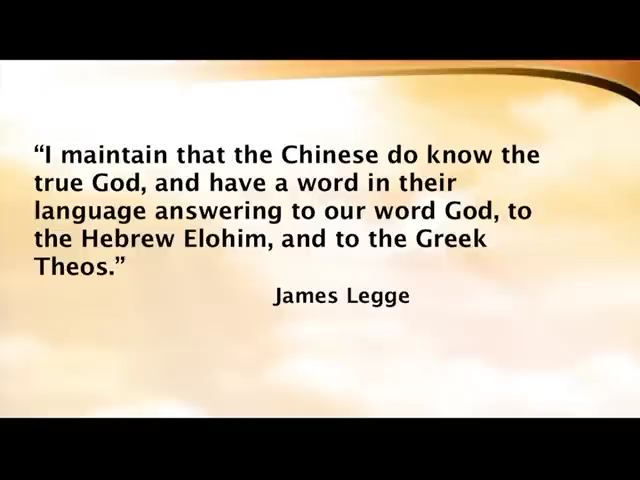 “I maintain that the Chinese do know the
true God, and have a word in their
language answering to our word God, to
the Hebrew Elohim, and to the Greek
Theos.”
James Legge